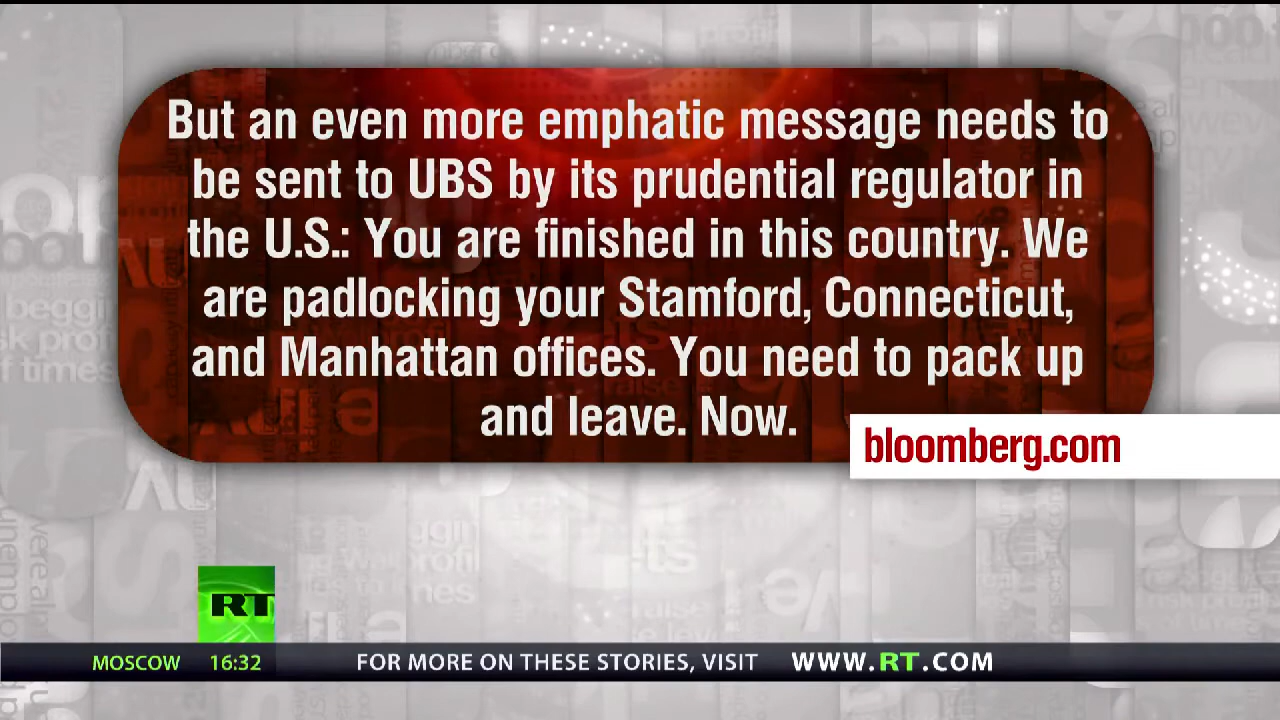 But an even more emphatic message needs to
be sent to UBS by its prudential regulator in
the U.S.: You are finished in this country. We
are padlocking your Stamford, Connecticut,
and Manhattan offices. You need to pack up
and leave. Now.
bloomberg.com
RT
MOSCOW 16:32 FOR MORE ON THESE STORIES, VISIT WWW.RT.COM